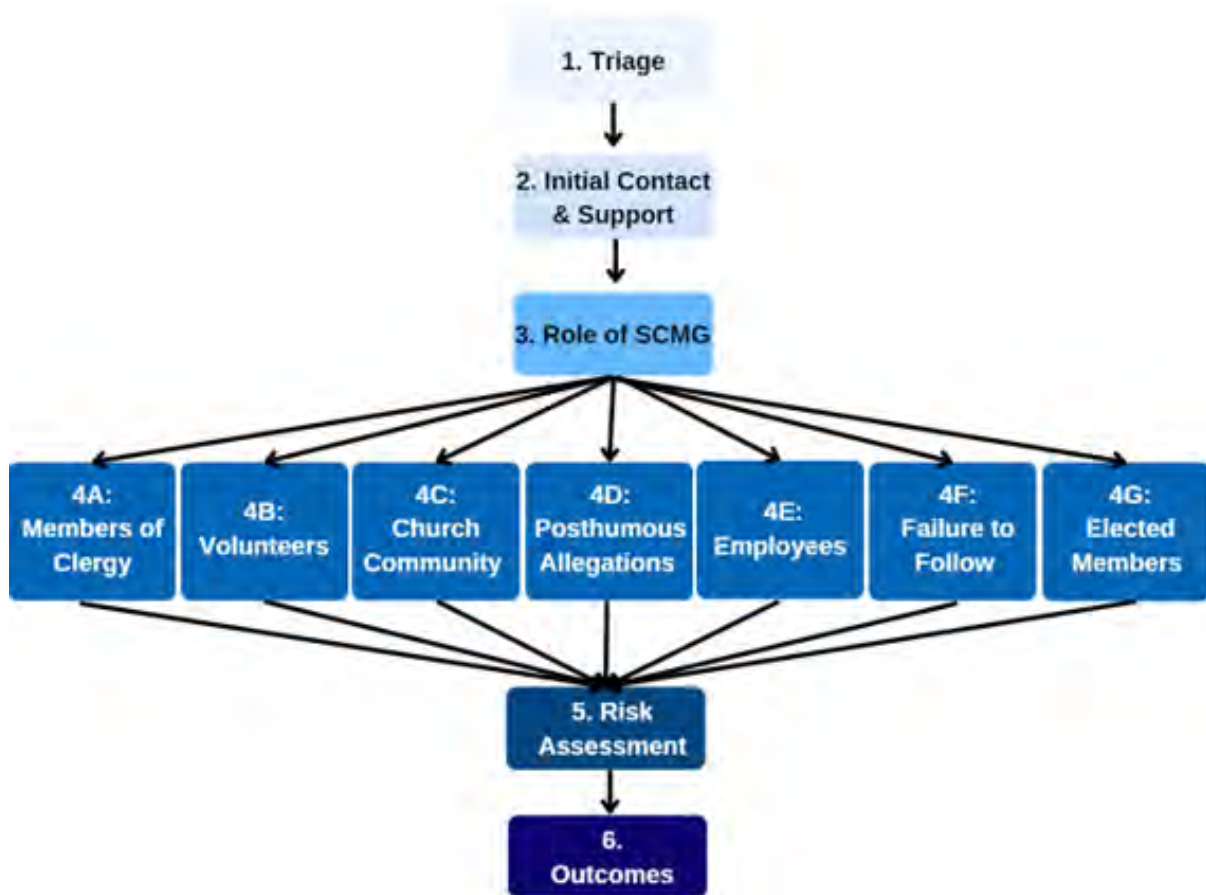 1. Triage
2. Initial Contact
& Support
3. Role of SCMG
4A:
Members of
Clergy
4B:
Volunteers
4C:
Church
Community
4D:
Posthumous
Allegations
4E:
Employees
4F:
Failure to
Follow
4G:
Elected
Members
5. Risk
Assessment
6.
Outcomes